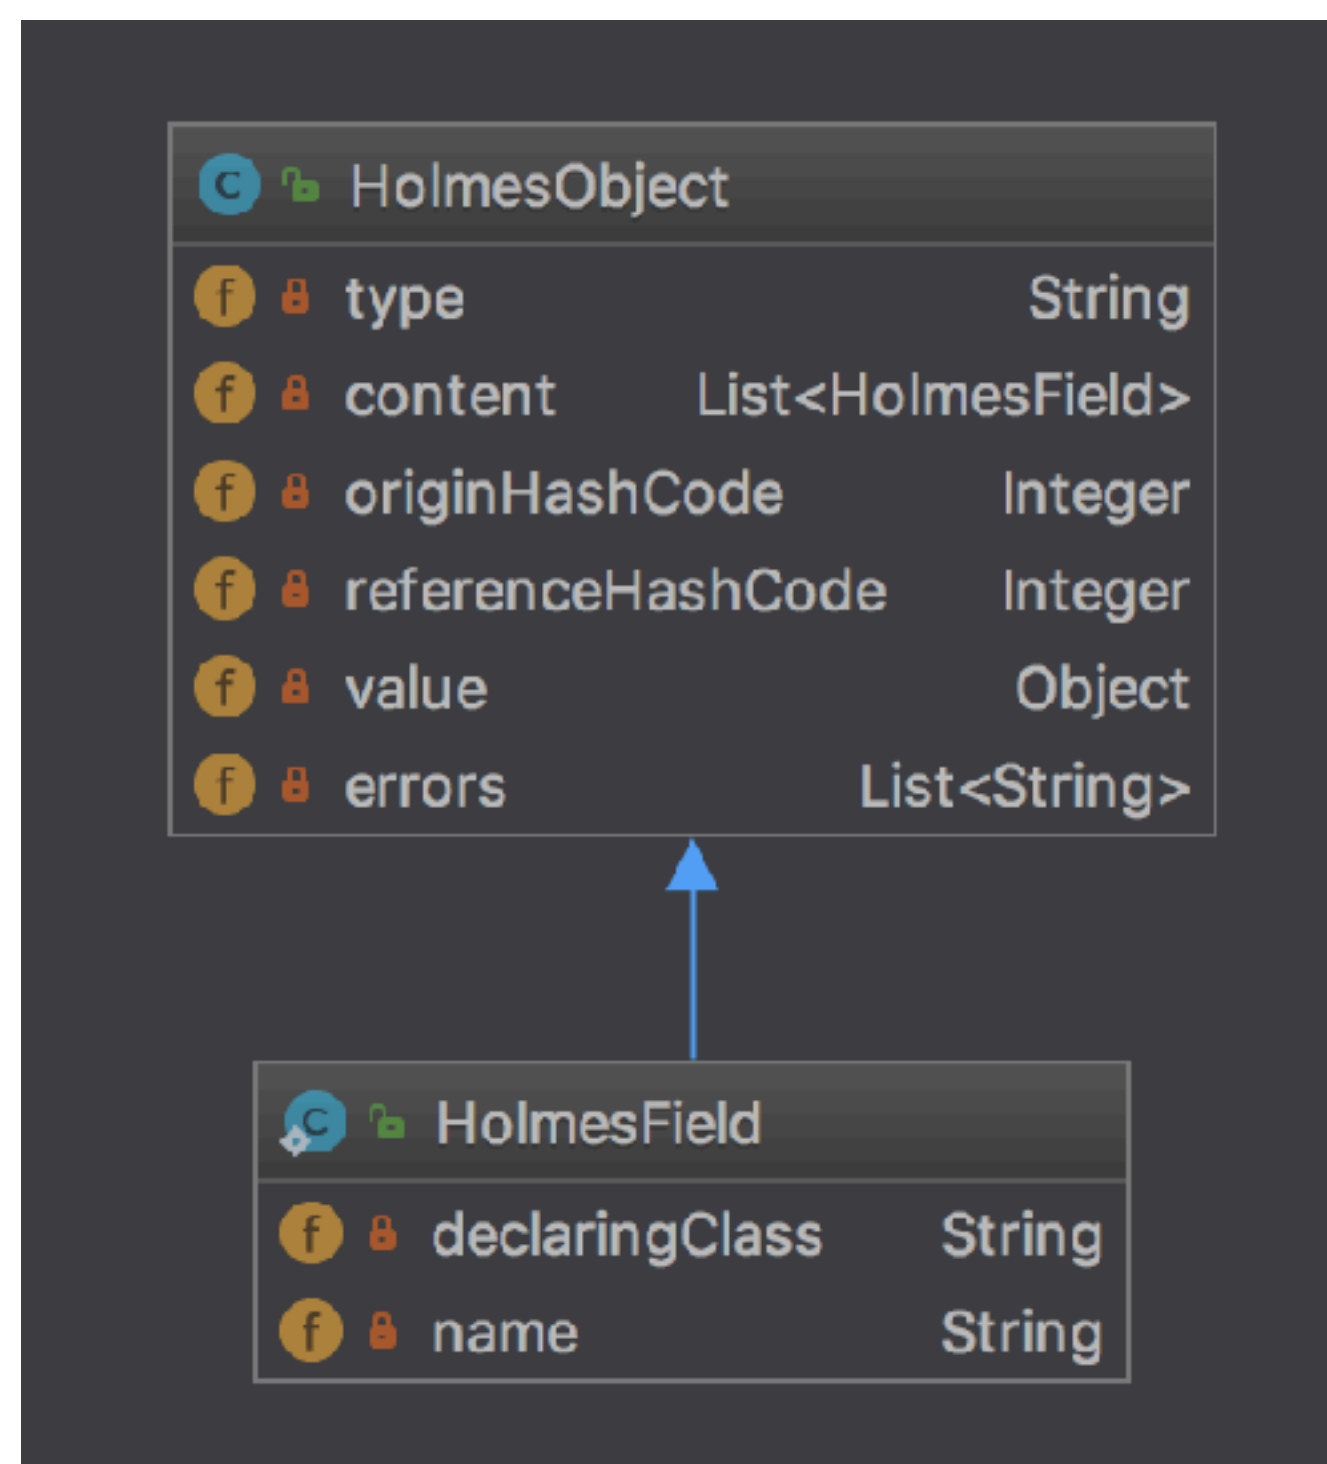 C HolmesObject
f type String
f content List<HolmesField>
f originHashCode Integer
f referenceHashCode Integer
f value Object
f errors List<String>
C HolmesField
f declaringClass String
f name String